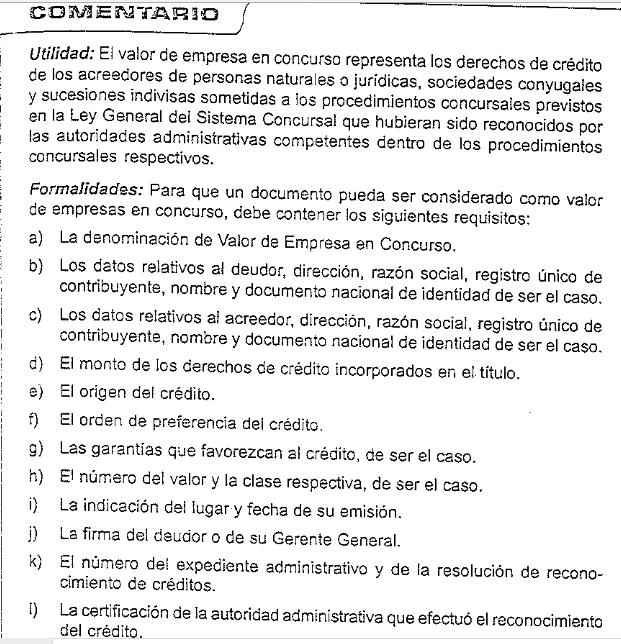 COMENTARIO
Utilidad: El valor de empresa en concurso representa los derechos de crédito
de los acreedores de personas naturales o jurídicas, sociedades conyugales
y sucesiones indivisas sometidas a los procedimientos concursales previstos
en la Ley General del Sistema Concursal que hubieran sido reconocidos por
las autoridades administrativas competentes dentro de los procedimientos
concursales respectivos.
Formalidades: Para que un documento pueda ser considerado como valor
de empresas en concurso, debe contener los siguientes requisitos:
a) La denominación de Valor de Empresa en Concurso.
b) Los datos relativos al deudor, dirección, razón social, registro único de
contribuyente, nombre y documento nacional de identidad de ser el caso.
c) Los datos relativos al acreedor, dirección, razón social, registro único de
contribuyente, nombre y documento nacional de identidad de ser el caso.
d) El monto de los derechos de crédito incorporados en el título.
e) El origen del crédito.
f) El orden de preferencia del crédito.
g) Las garantías que favorezcan al crédito, de ser el caso.
h) El número del valor y la clase respectiva, de ser el caso.
i) La indicación del lugar y fecha de su emisión.
j) La firma del deudor o de su Gerente General.
k) El número del expediente administrativo y de la resolución de recono-
cimiento de créditos.
l) La certificación de la autoridad administrativa que efectuó el reconocimiento
del crédito.